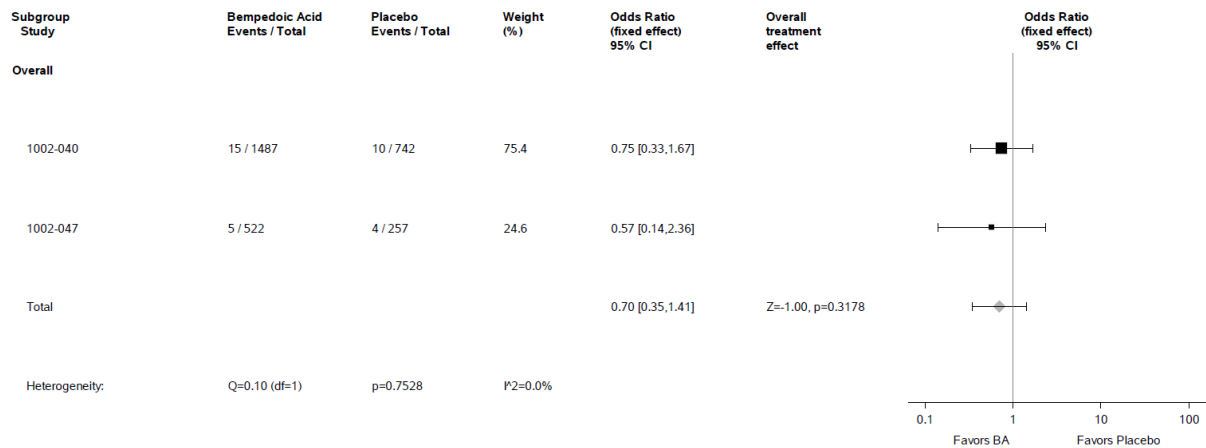 Subgroup Bempedoic Acid Placebo Weight Odds Ratio Overall Odds Ratio
Study Events / Total Events / Total (%) (fixed effect) treatment (fixed effect)
95% CI effect 95% CI
Overall
1002-040 15 / 1487 10 / 742 75.4 0.75 [0.33,1.67]
1002-047 5 / 522 4 / 257 24.6 0.57 [0.14,2.36]
Total 0.70 [0.35,1.41] Z=-1.00, p=0.3178
Heterogeneity: Q=0.10 (df=1) p=0.7528 I^2=0.0%
0.1 1 10 100
Favors BA Favors Placebo